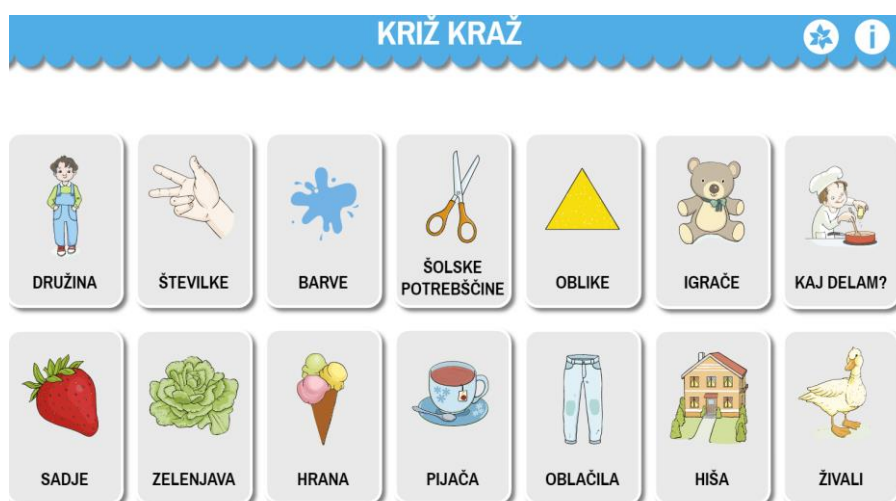 KRIŽ KRAŽ
i
DRUŽINA
ŠTEVILKE
BARVE
ŠOLSKE
POTREBŠČINE
OBLIKE
IGRAČE
KAJ DELAM?
SADJE
ZELENJAVA
HRANA
PIJAČA
OBLAČILA
HIŠA
ŽIVALI